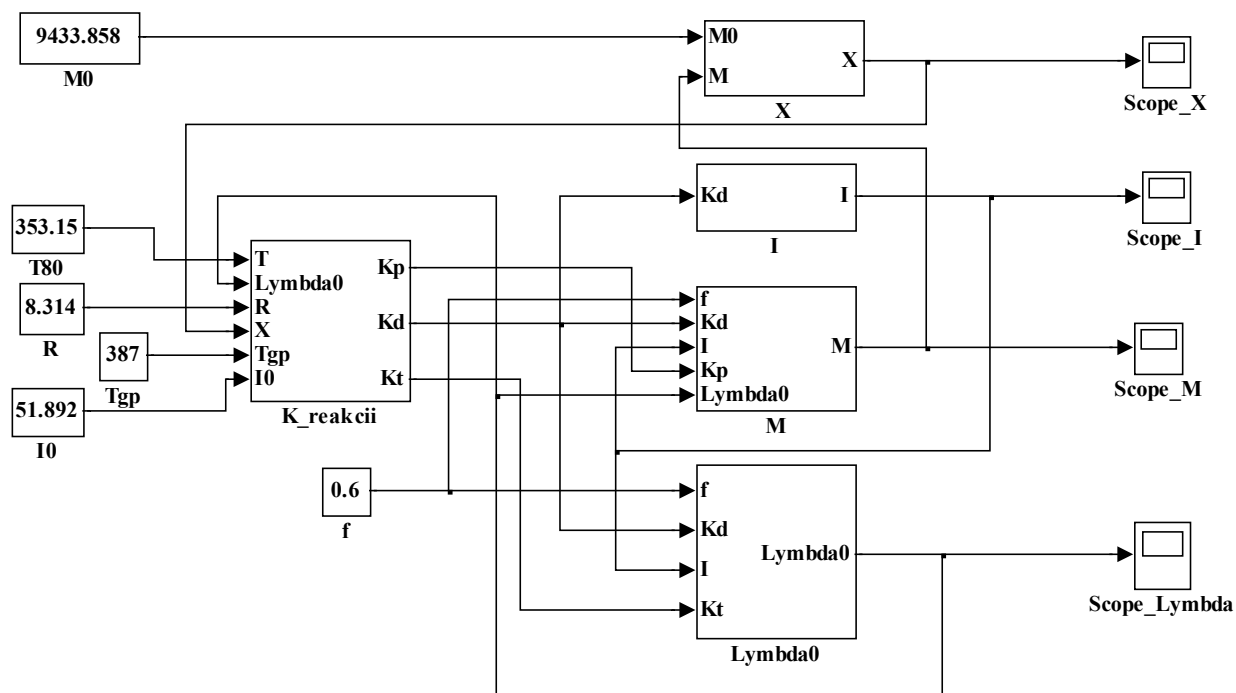 9433.858
M0
M0
M
X
X
Scope_X
353.15
T80
8.314
R
387
Tgp
51.892
I0
T
Lymbda0
R
X
Tgp
I0
Kp
Kd
Kt
K_reakcii
Kd
I
I
Scope_I
f
Kd
I
Kp
Lymbda0
M
M
Scope_M
0.6
f
f
Kd
I
Kt
Lymbda0
Lymbda0
Scope_Lymbda